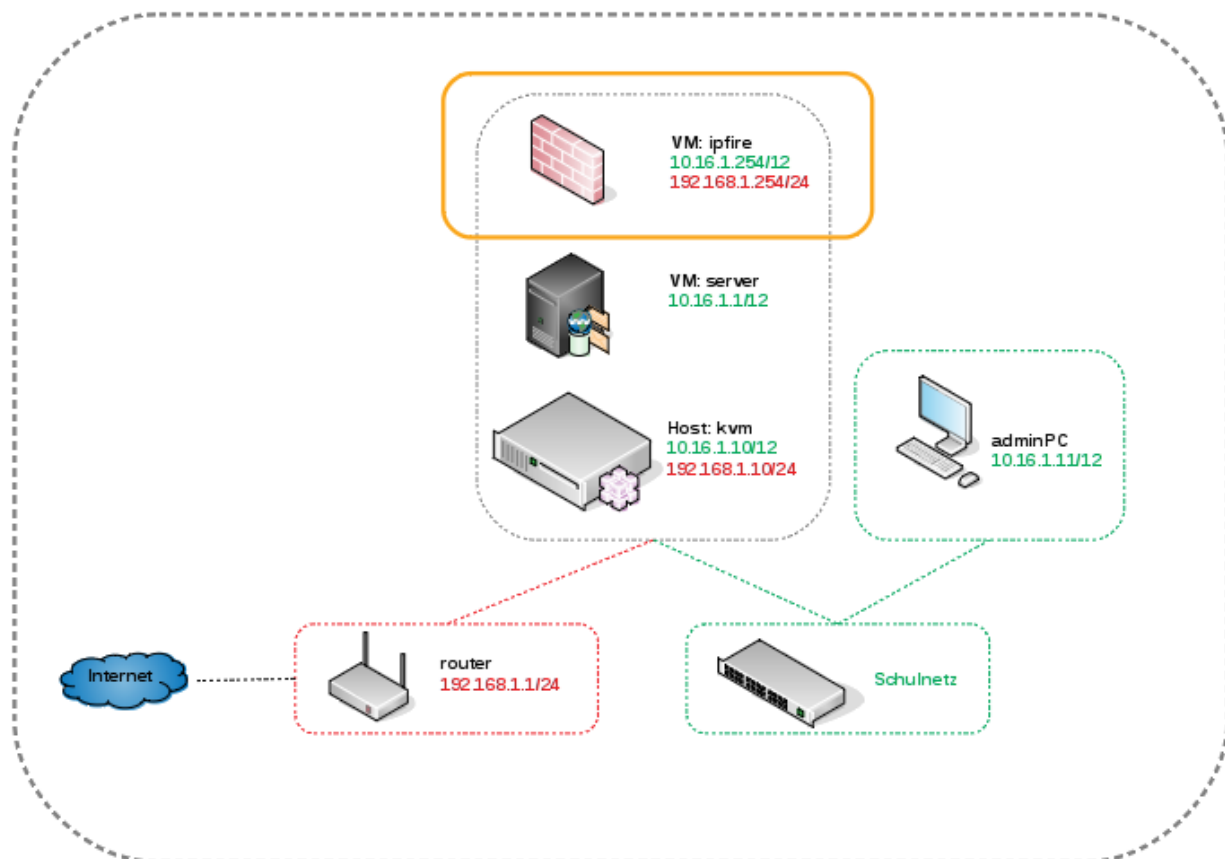 VM: ipfire
10.16.1.254/12
192.168.1.254/24
VM: server
10.16.1.1/12
Host: kvm
10.16.1.10/12
192.168.1.10/24
adminPC
10.16.1.11/12
Internet
router
192.168.1.1/24
Schulnetz